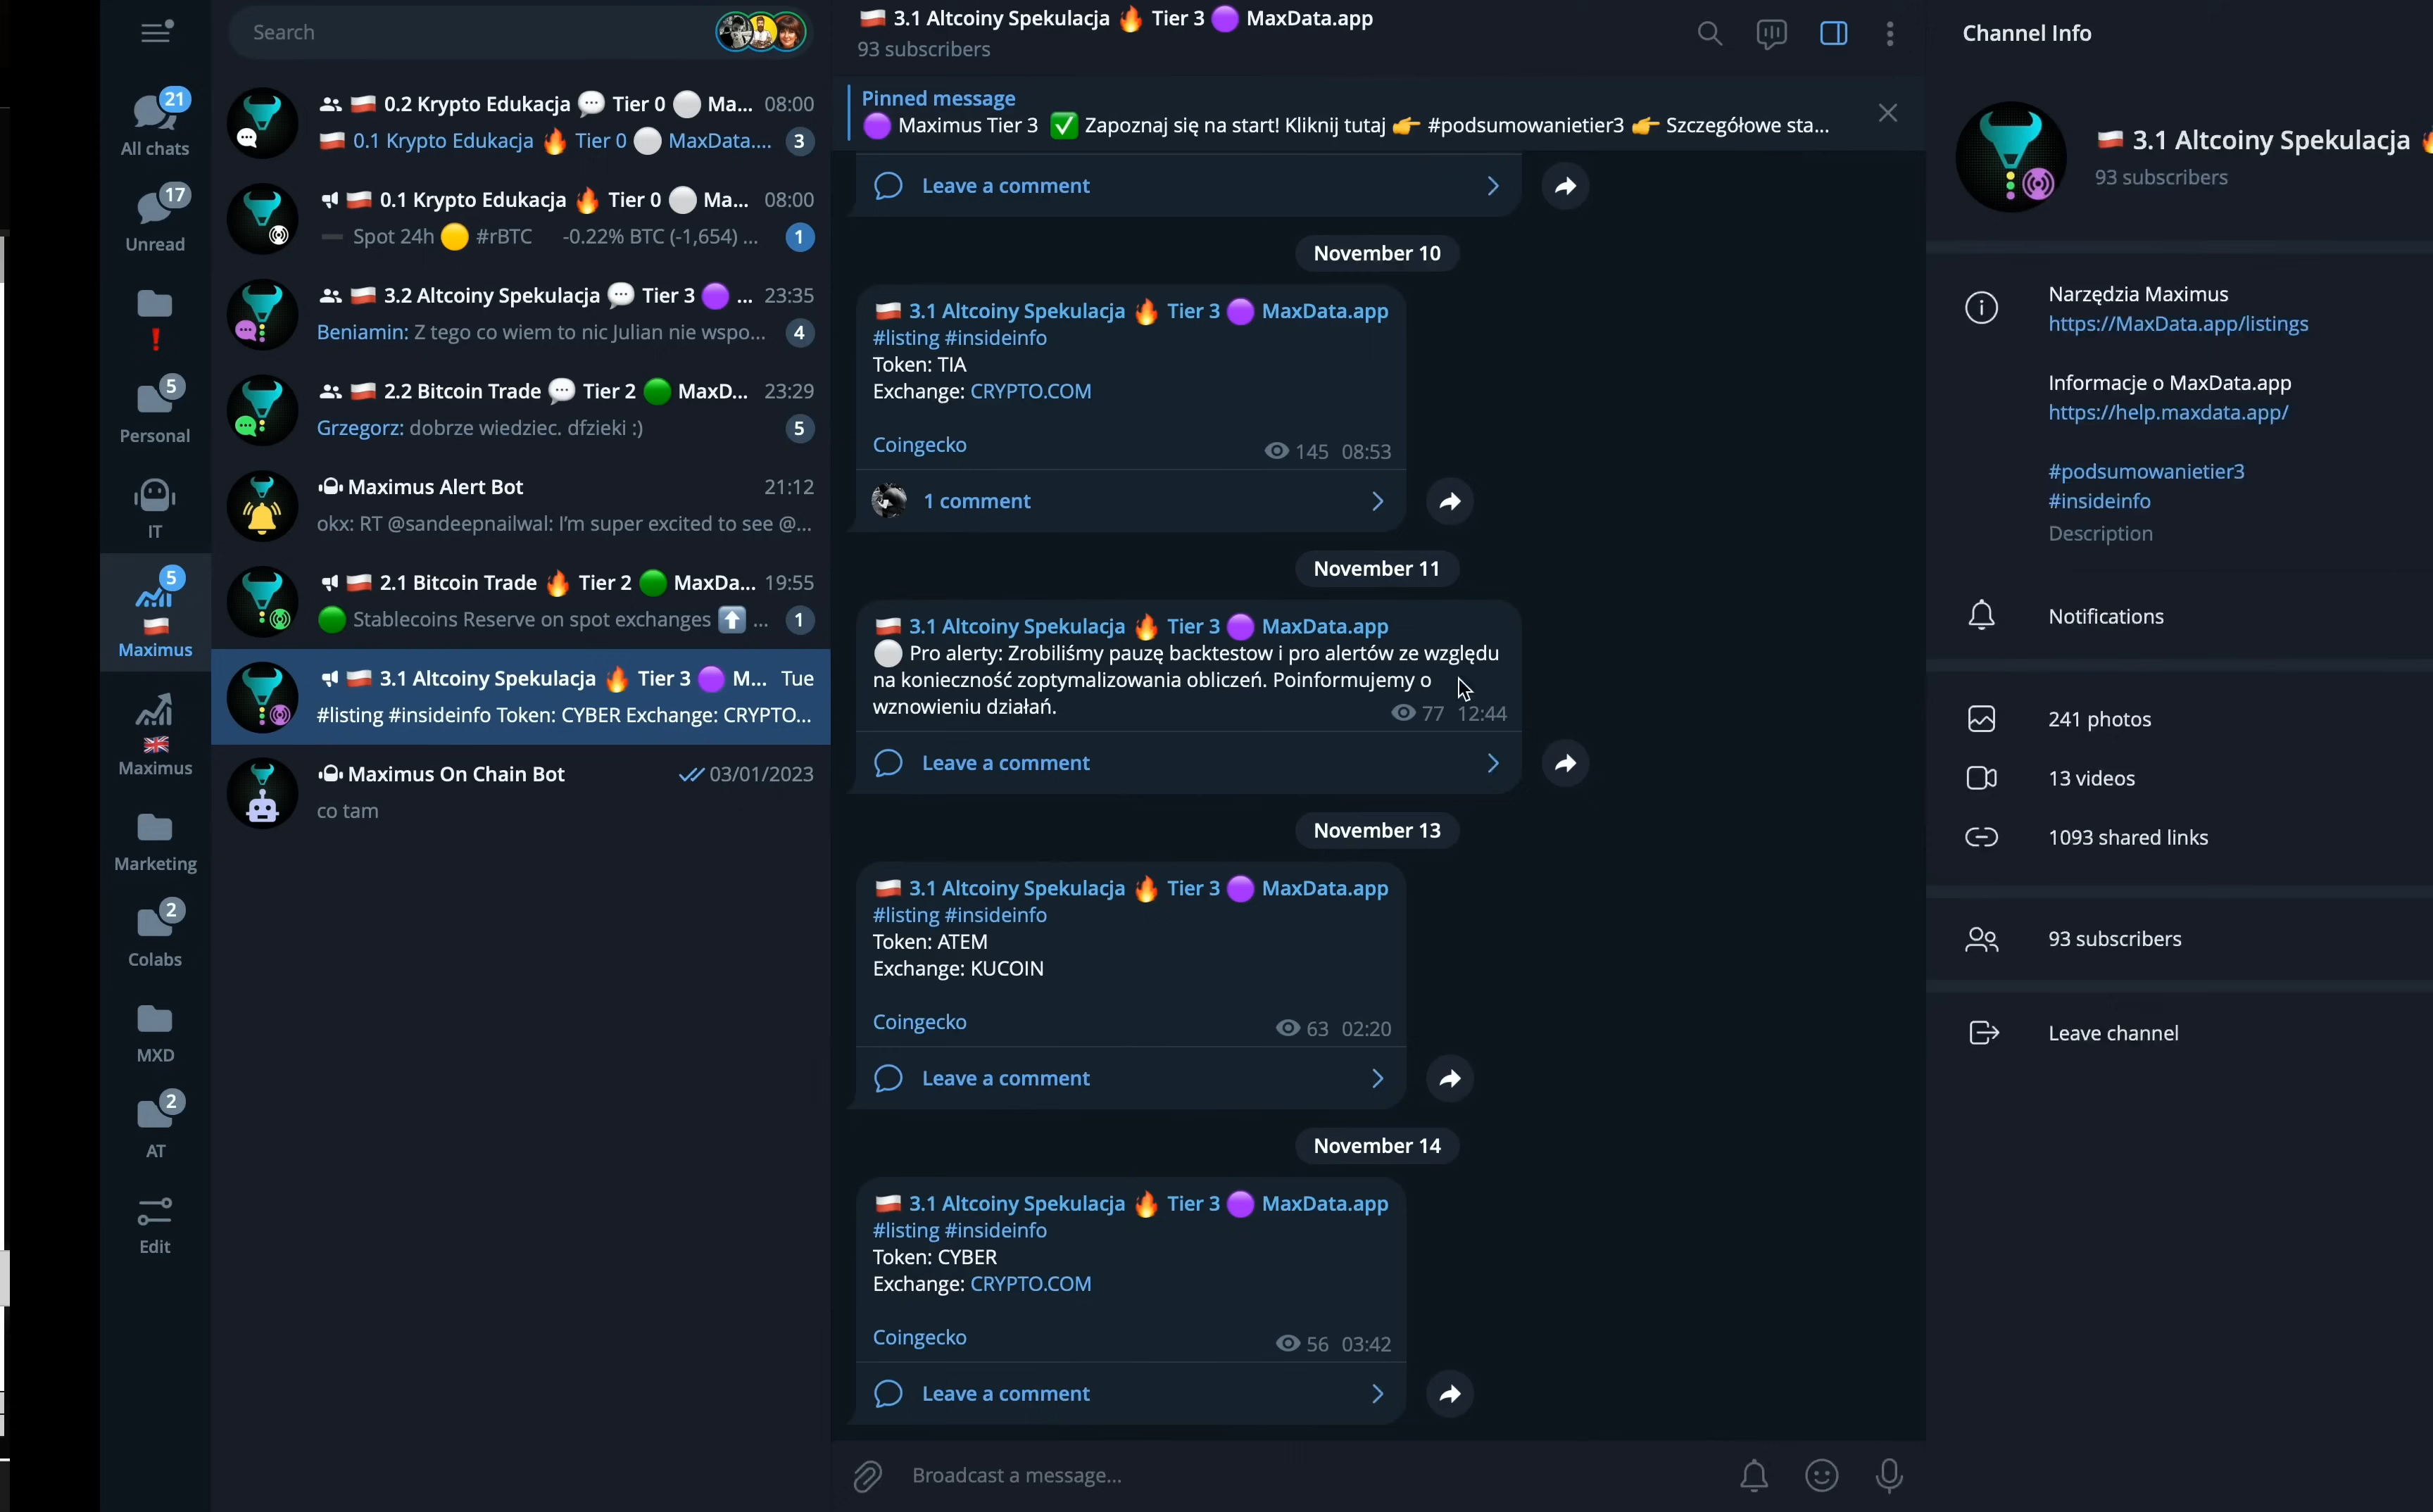 21
All chats
17
Unread
5
Personal
IT
5
Maximus
Maximus
Marketing
2
Colabs
MXD
2
AT
Edit
Search
0.2 Krypto Edukacja 💬 Tier 0 ⚪ Ma... 08:00
🇵🇱 0.1 Krypto Edukacja 🔥 Tier 0 ⚪ MaxData.... 3
🇵🇱 0.1 Krypto Edukacja 🔥 Tier 0 ⚪ Ma... 08:00
Spot 24h 🟡 #rBTC -0.22% BTC (-1,654) ... 1
🇵🇱 3.2 Altcoiny Spekulacja 💬 Tier 3 🟣 ... 23:35
Beniamin: Z tego co wiem to nic Julian nie wspo... 4
🇵🇱 2.2 Bitcoin Trade 💬 Tier 2 🟢 MaxD... 23:29
Grzegorz: dobrze wiedziec. dfzieki :) 5
Maximus Alert Bot 21:12
okx: RT @sandeepnailwal: I'm super excited to see @...
🇵🇱 2.1 Bitcoin Trade 🔥 Tier 2 🟢 MaxDa... 19:55
🟢 Stablecoins Reserve on spot exchanges ⬆️ ... 1
🇵🇱 3.1 Altcoiny Spekulacja 🔥 Tier 3 🟣 M... Tue
#listing #insideinfo Token: CYBER Exchange: CRYPTO...
Maximus On Chain Bot 03/01/2023
co tam
🇵🇱 3.1 Altcoiny Spekulacja 🔥 Tier 3 🟣 MaxData.app
93 subscribers
Pinned message
🟣 Maximus Tier 3 ✅ Zapoznaj się na start! Kliknij tutaj 👉 #podsumowanietier3 👉 Szczegółowe sta...
Leave a comment
November 10
🇵🇱 3.1 Altcoiny Spekulacja 🔥 Tier 3 🟣 MaxData.app
#listing #insideinfo
Token: TIA
Exchange: CRYPTO.COM
Coingecko 145 08:53
1 comment
November 11
🇵🇱 3.1 Altcoiny Spekulacja 🔥 Tier 3 🟣 MaxData.app
⚪ Pro alerty: Zrobiliśmy pauzę backtestow i pro alertów ze względu
na konieczność zoptymalizowania obliczeń. Poinformujemy o
wznowieniu działań. 77 12:44
Leave a comment
November 13
🇵🇱 3.1 Altcoiny Spekulacja 🔥 Tier 3 🟣 MaxData.app
#listing #insideinfo
Token: ATEM
Exchange: KUCOIN
Coingecko 63 02:20
Leave a comment
November 14
🇵🇱 3.1 Altcoiny Spekulacja 🔥 Tier 3 🟣 MaxData.app
#listing #insideinfo
Token: CYBER
Exchange: CRYPTO.COM
Coingecko 56 03:42
Leave a comment
Broadcast a message...
Channel Info
🇵🇱 3.1 Altcoiny Spekulacja
93 subscribers
Narzędzia Maximus
https://MaxData.app/listings
Informacje o MaxData.app
https://help.maxdata.app/
#podsumowanietier3
#insideinfo
Description
Notifications
241 photos
13 videos
1093 shared links
93 subscribers
Leave channel